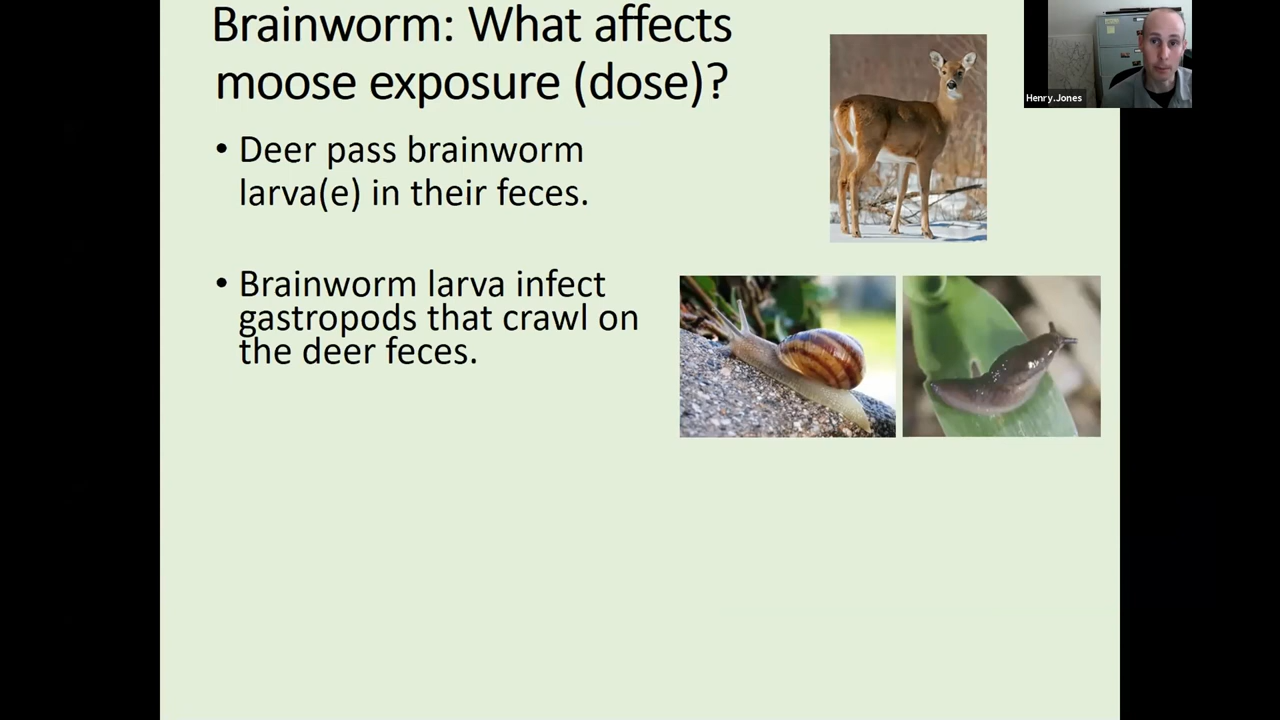 Brainworm: What affects
moose exposure (dose)?
Henry.Jones
• Deer pass brainworm
larva(e) in their feces.
• Brainworm larva infect
gastropods that crawl on
the deer feces.